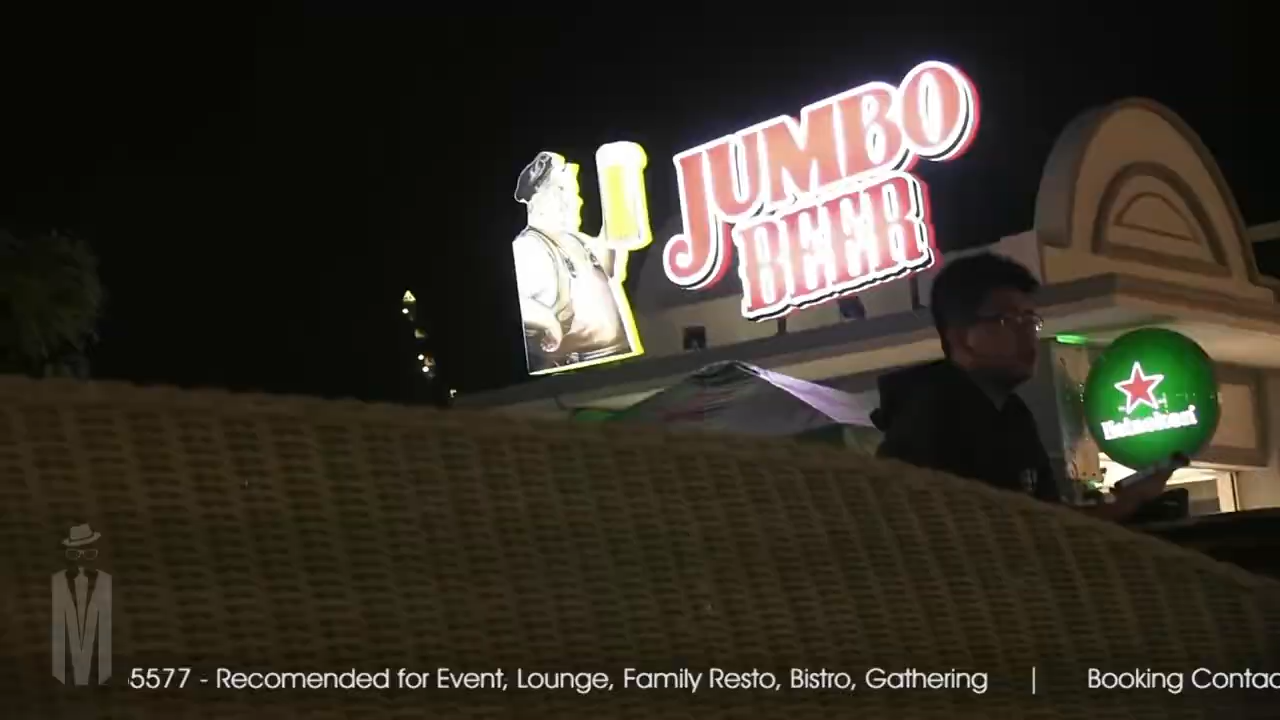 JUMBO
BEER
Heineken
M
5577 - Recomended for Event, Lounge, Family Resto, Bistro, Gathering | Booking Contac